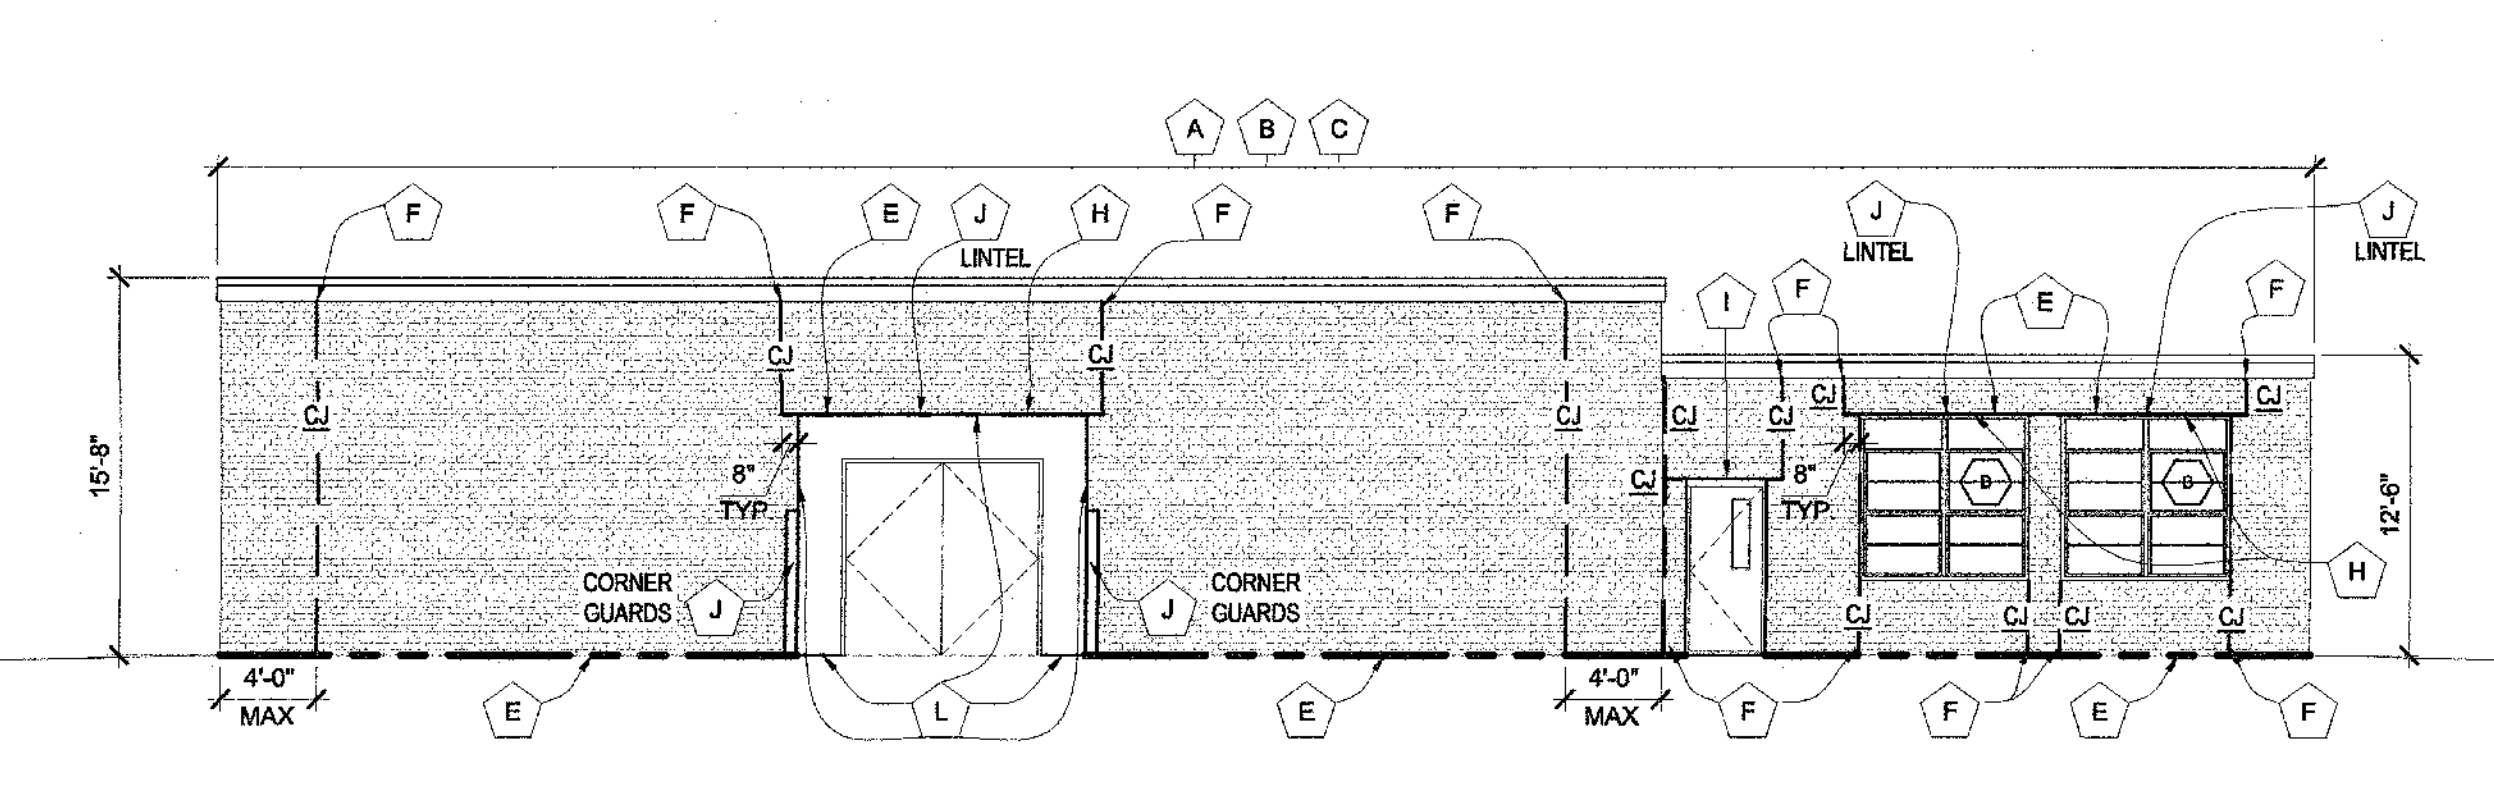 A B C
F F E J H F F J J
LINTEL LINTEL LINTEL
I F E F
CJ CJ
CJ CJ
CJ CJ CJ CJ
15'-8"
8" CJ 8" B B
TYP. TYP.
12'-6"
H
CORNER CORNER
GUARDS J J GUARDS
CJ CJ CJ CJ
4'-0" 4'-0"
MAX E L E MAX F F E F